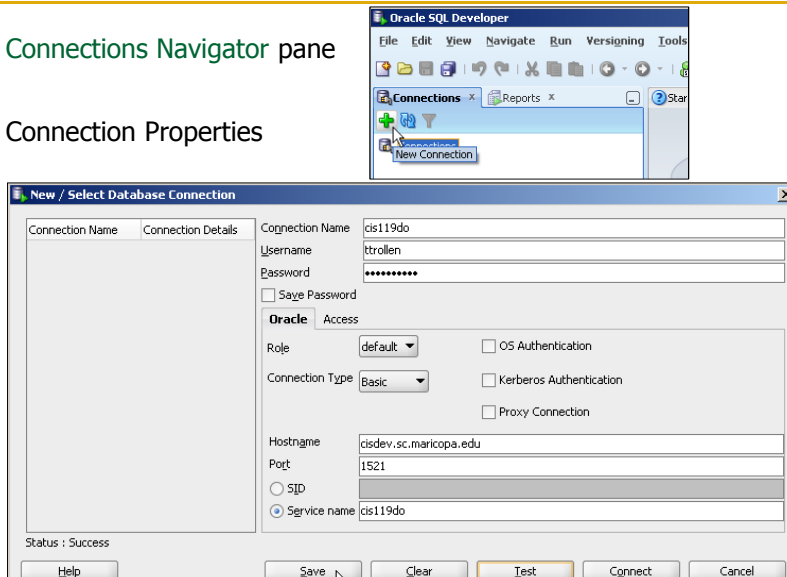 Connections Navigator pane
Connection Properties
Oracle SQL Developer
File Edit View Navigate Run Versioning Tools
Connections x Reports x
New Connection
New / Select Database Connection
Connection Name Connection Details
Connection Name cis119do
Username ttrollen
Password ••••••••••
Save Password
Oracle Access
Role default OS Authentication
Connection Type Basic Kerberos Authentication
Proxy Connection
Hostname cisdev.sc.maricopa.edu
Port 1521
SID
Service name cis119do
Status : Success
Help Save Clear Test Connect Cancel